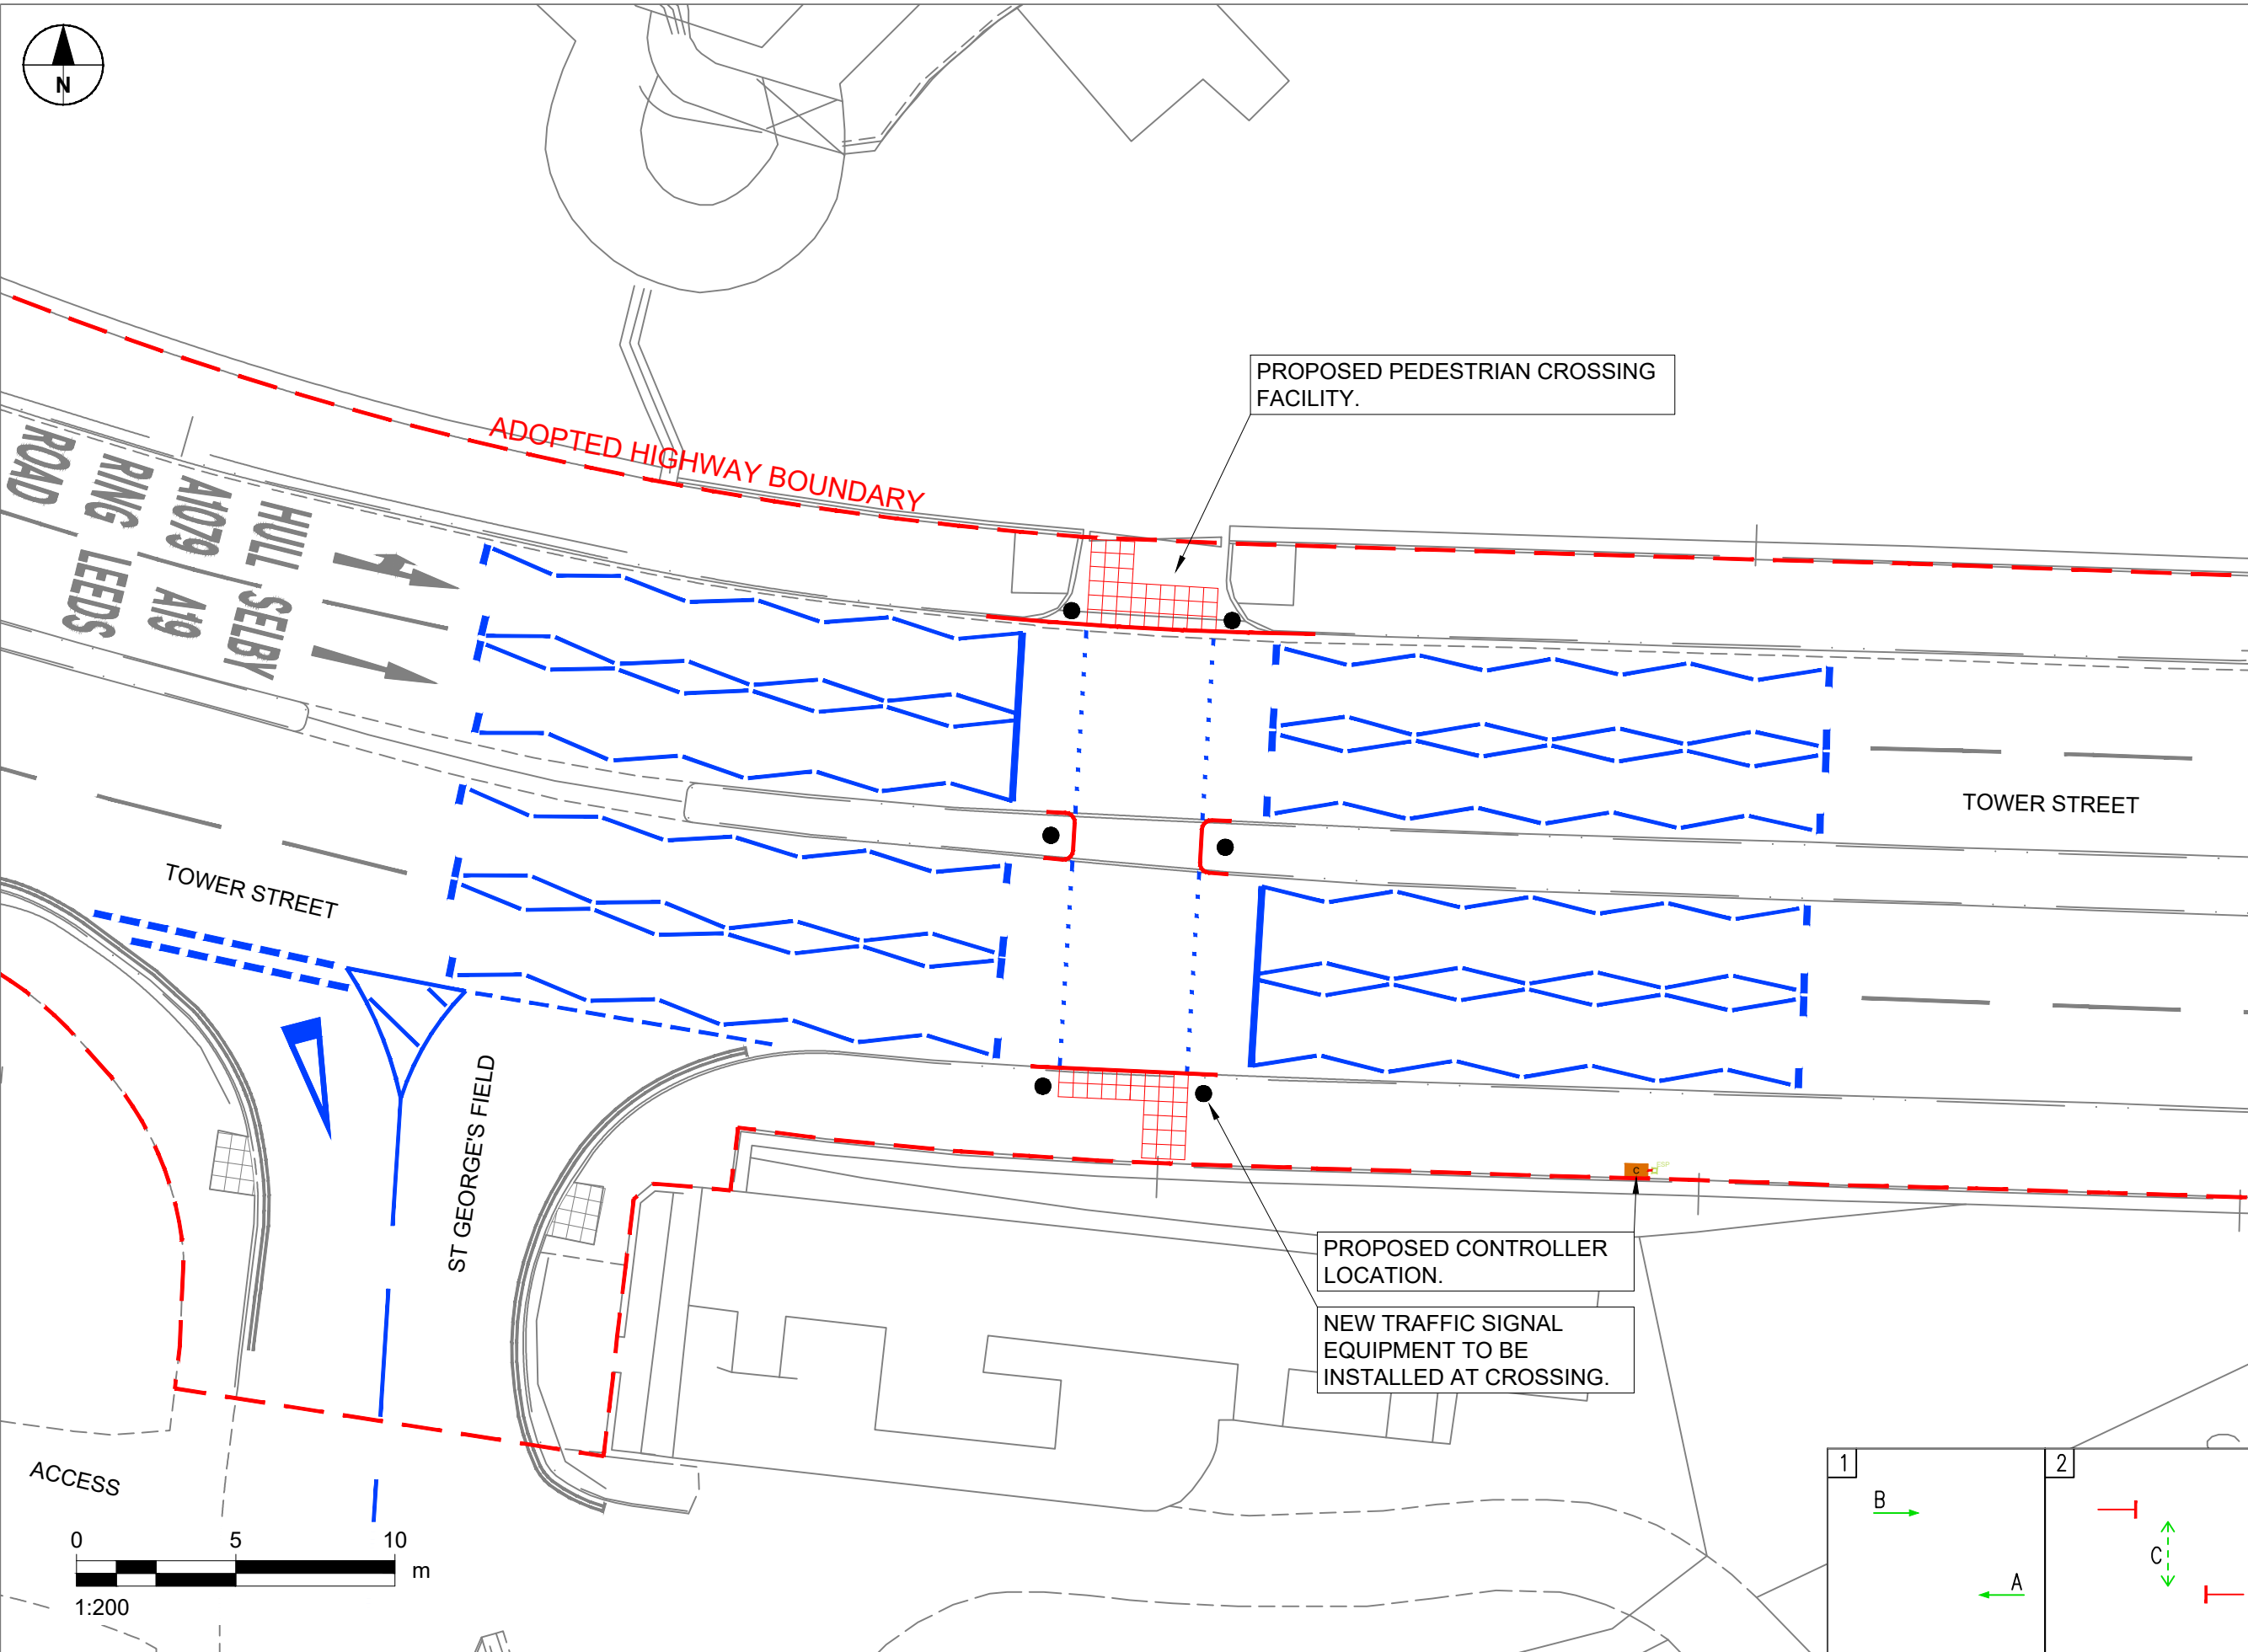 N
PROPOSED PEDESTRIAN CROSSING
FACILITY.
ADOPTED HIGHWAY BOUNDARY
HULL
A1079
RING
ROAD
SELBY
A19
LEEDS
TOWER STREET
TOWER STREET
ST GEORGE'S FIELD
C
PROPOSED CONTROLLER
LOCATION.
NEW TRAFFIC SIGNAL
EQUIPMENT TO BE
INSTALLED AT CROSSING.
ACCESS
0 5 10
m
1:200
1
B
A
2
C